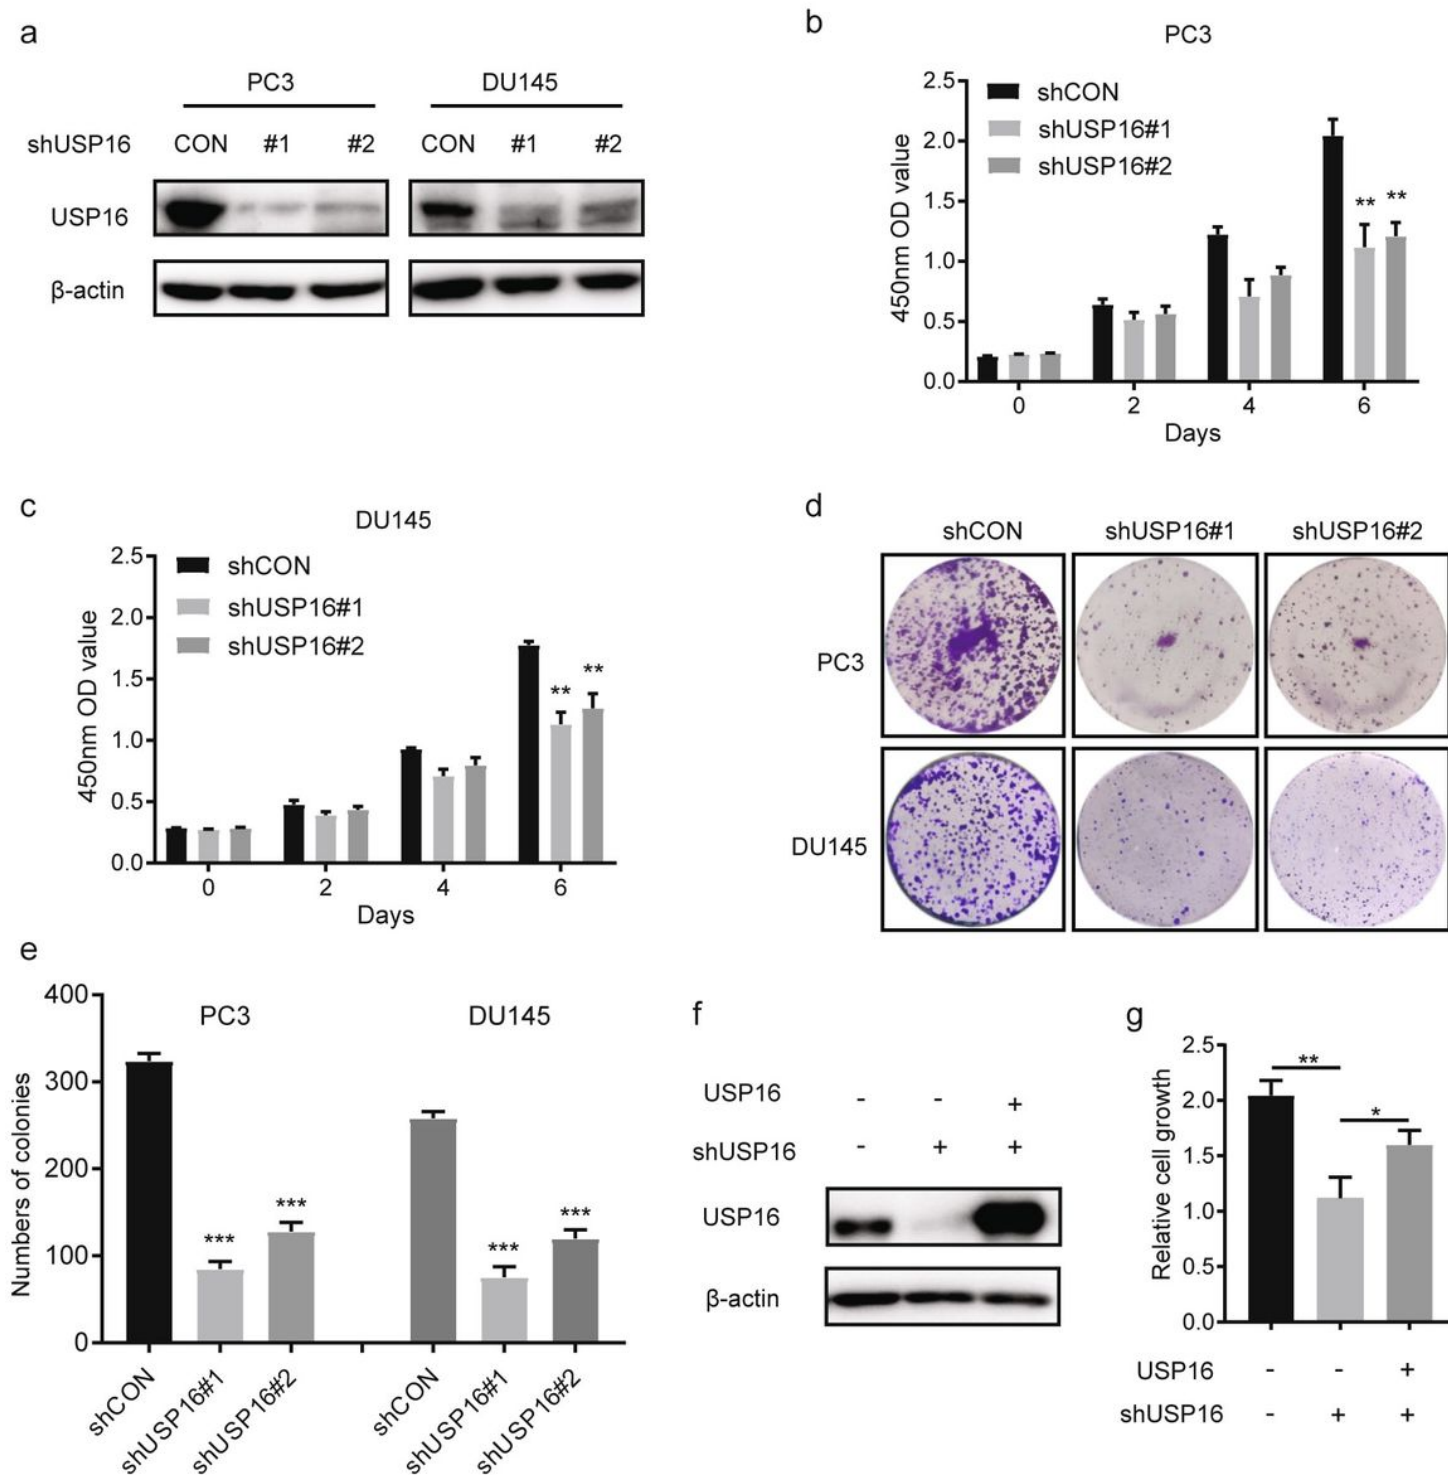 a
PC3 DU145
shUSP16 CON #1 #2 CON #1 #2
USP16
β-actin
b
PC3
450nm OD value
2.5
2.0
1.5
1.0
0.5
0.0
shCON
shUSP16#1
shUSP16#2
** **
0 2 4 6
Days
c
DU145
450nm OD value
2.5
2.0
1.5
1.0
0.5
0.0
shCON
shUSP16#1
shUSP16#2
** **
0 2 4 6
Days
d
shCON shUSP16#1 shUSP16#2
PC3
DU145
e
Numbers of colonies
400
300
200
100
0
PC3 DU145
*** *** *** ***
shCON shUSP16#1 shUSP16#2 shCON shUSP16#1 shUSP16#2
f
USP16 - - +
shUSP16 - + +
USP16
β-actin
g
Relative cell growth
2.5
2.0
1.5
1.0
0.5
0.0
** *
USP16 - - +
shUSP16 - + +